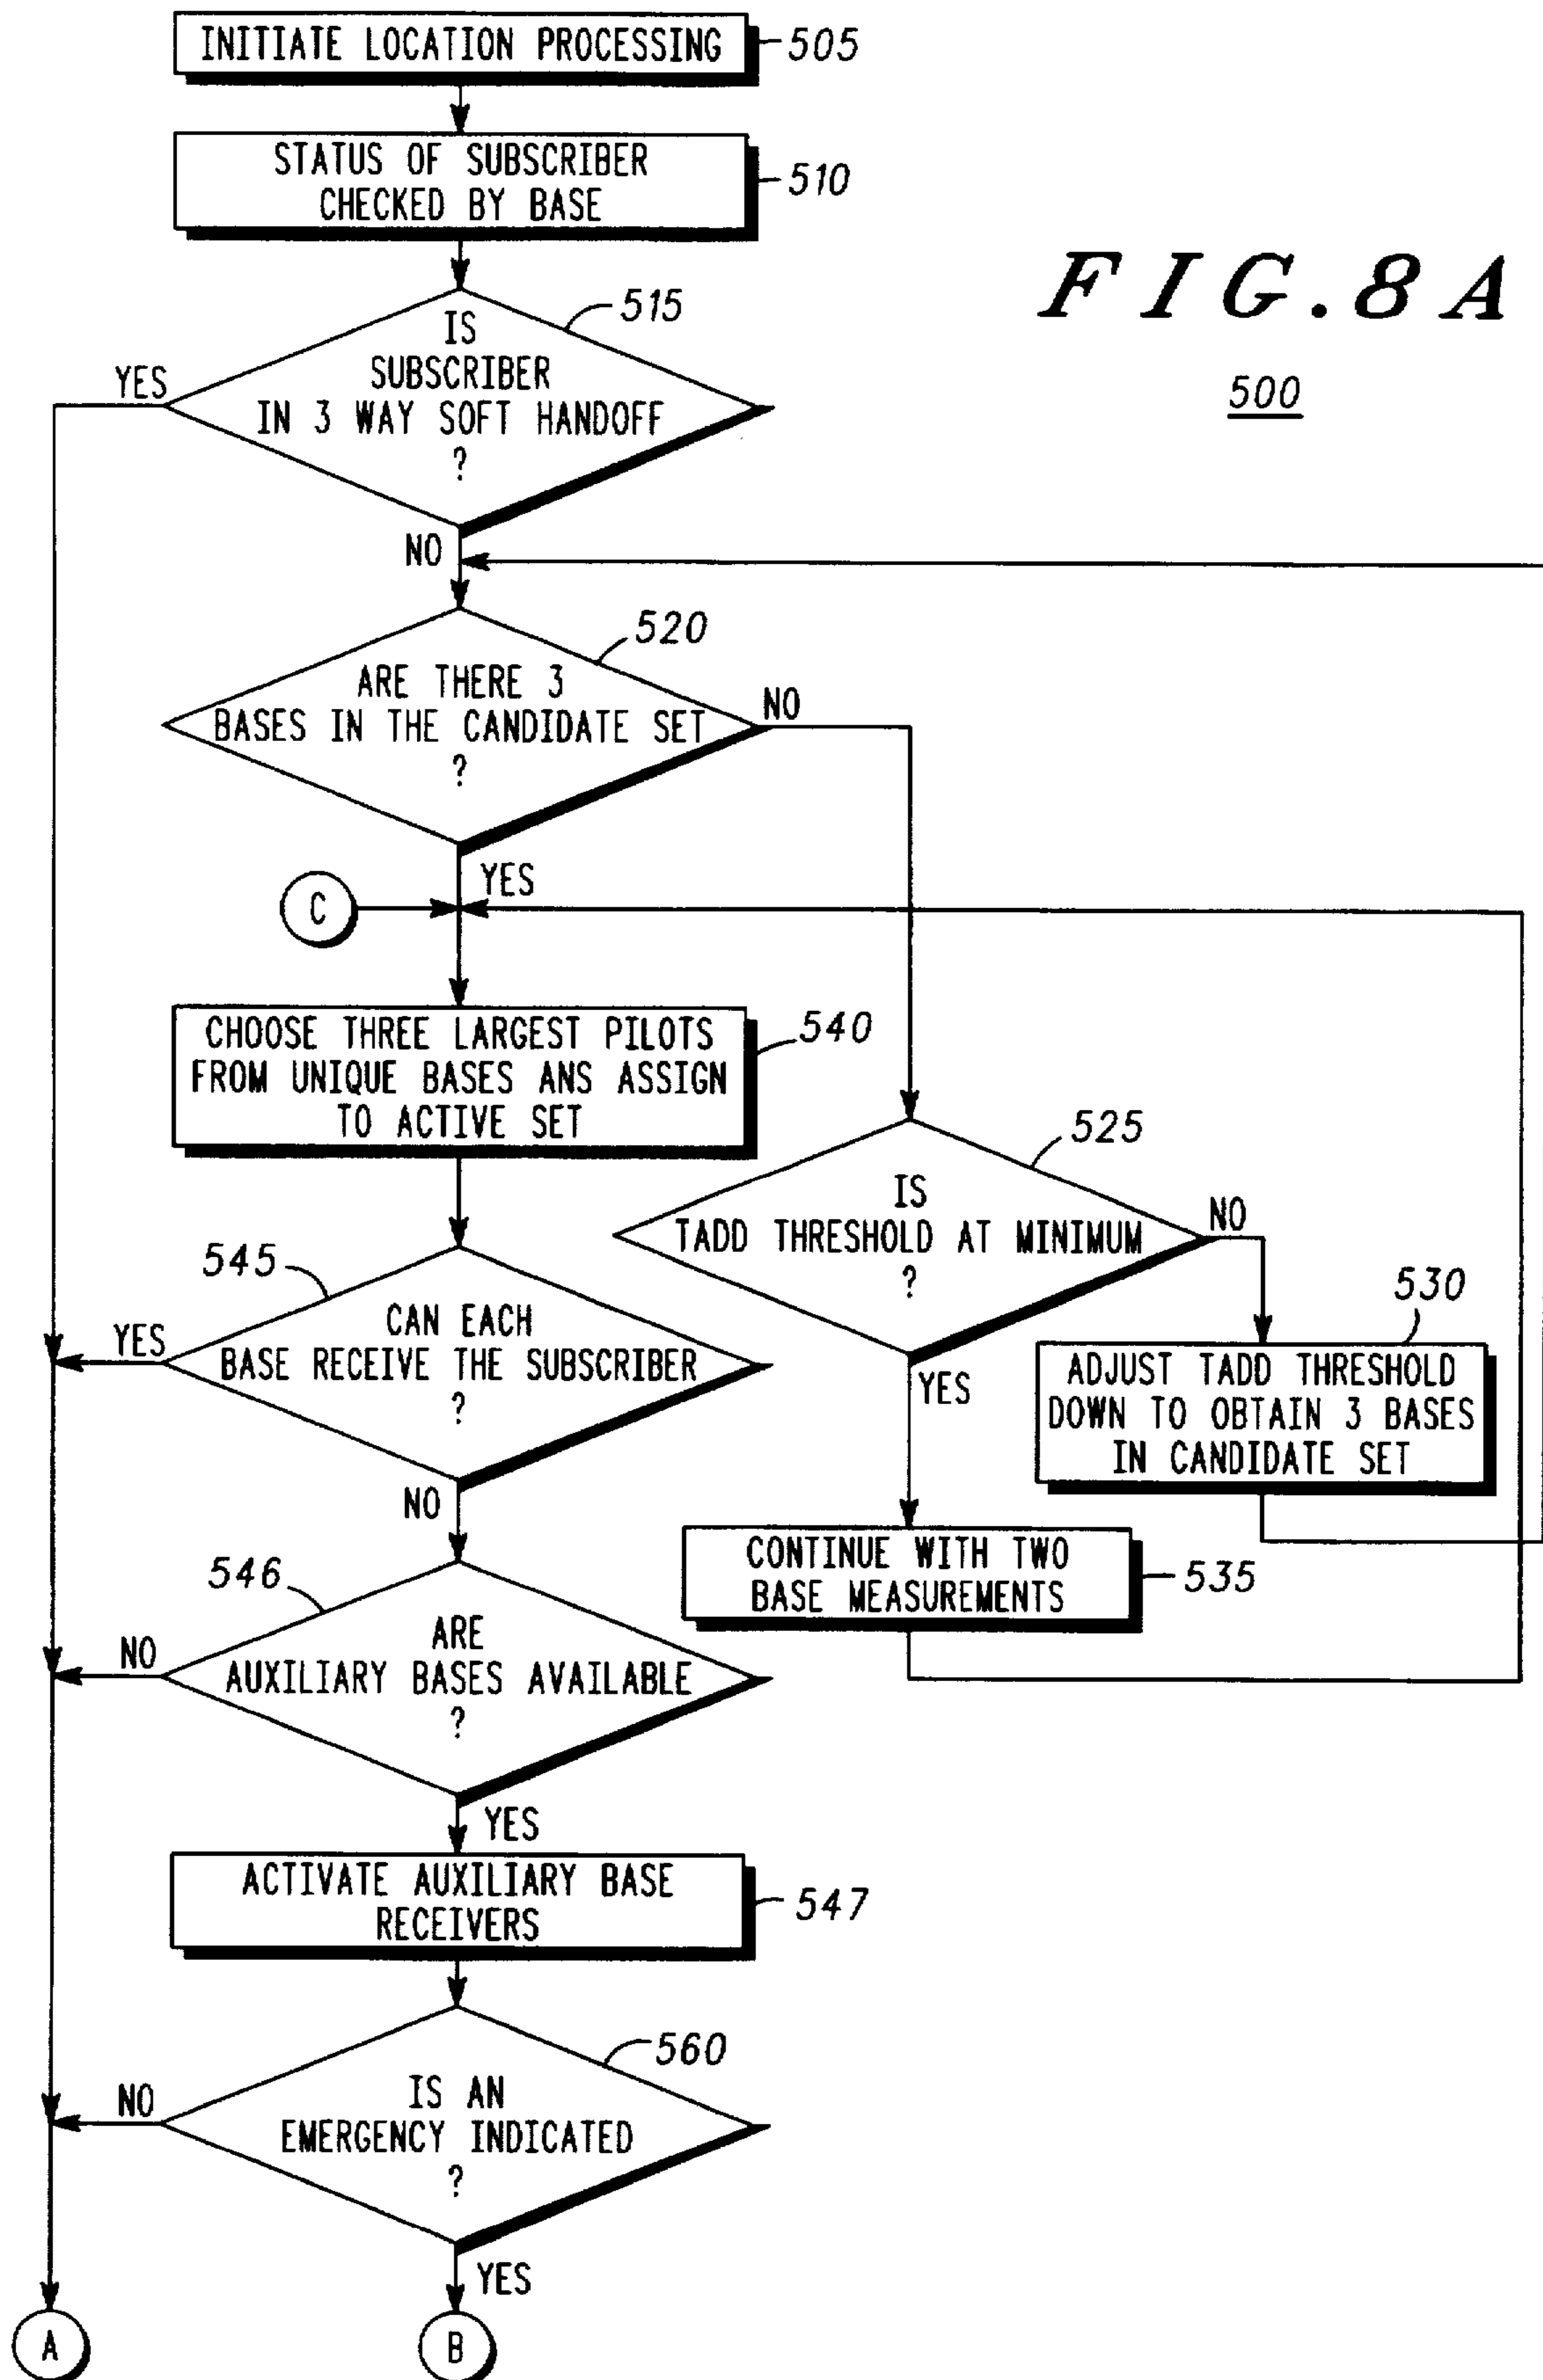 INITIATE LOCATION PROCESSING
505
STATUS OF SUBSCRIBER
CHECKED BY BASE
510
FIG. 8A
500
515
IS
SUBSCRIBER
IN 3 WAY SOFT HANDOFF
?
YES
NO
520
ARE THERE 3
BASES IN THE CANDIDATE SET
?
NO
YES
C
CHOOSE THREE LARGEST PILOTS
FROM UNIQUE BASES ANS ASSIGN
TO ACTIVE SET
540
525
IS
TADD THRESHOLD AT MINIMUM
?
NO
YES
530
ADJUST TADD THRESHOLD
DOWN TO OBTAIN 3 BASES
IN CANDIDATE SET
545
CAN EACH
BASE RECEIVE THE SUBSCRIBER
?
YES
NO
CONTINUE WITH TWO
BASE MEASUREMENTS
535
546
ARE
AUXILIARY BASES AVAILABLE
?
NO
YES
ACTIVATE AUXILIARY BASE
RECEIVERS
547
560
IS AN
EMERGENCY INDICATED
?
NO
YES
A
B